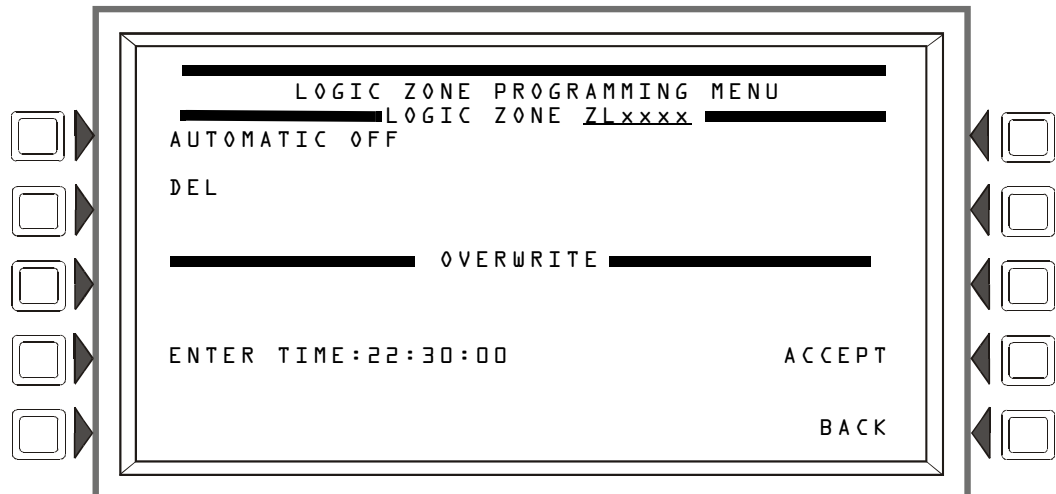 LOGIC ZONE PROGRAMMING MENU
LOGIC ZONE ZLxxxx
AUTOMATIC OFF
DEL
OVERWRITE
ENTER TIME:22:30:00 ACCEPT
BACK